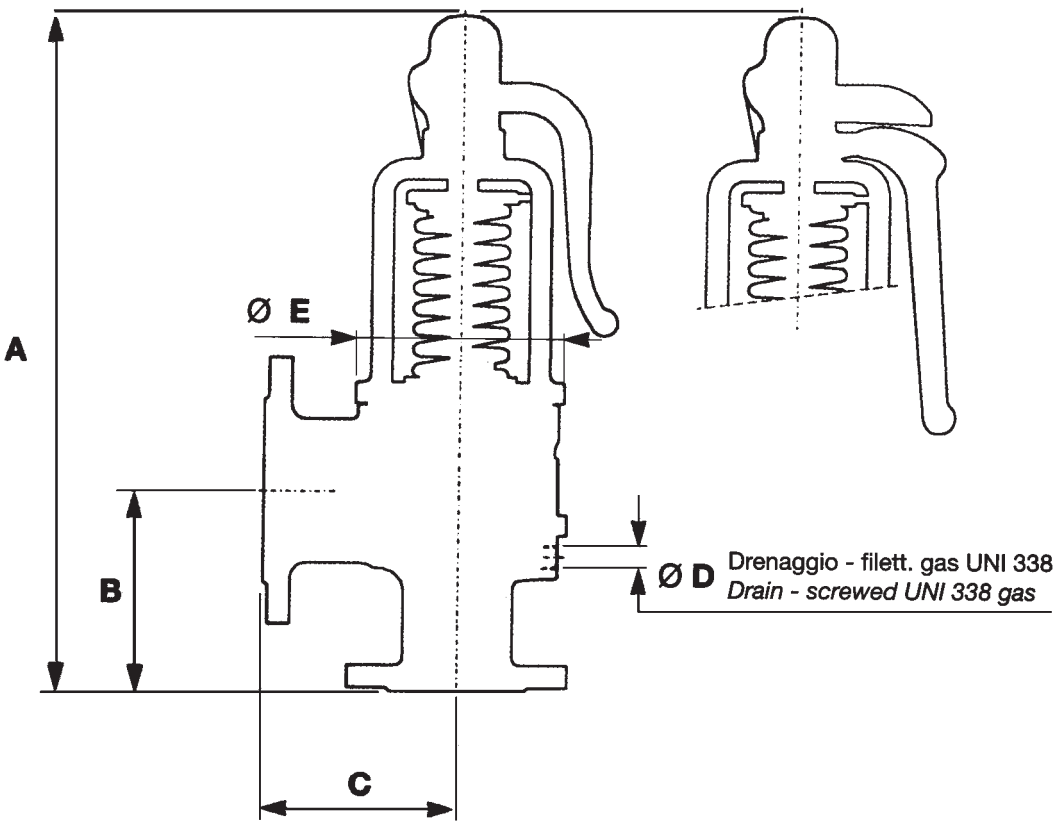 A
Ø E
B
Ø D
Drenaggio - filett. gas UNI 338
Drain - screwed UNI 338 gas
C